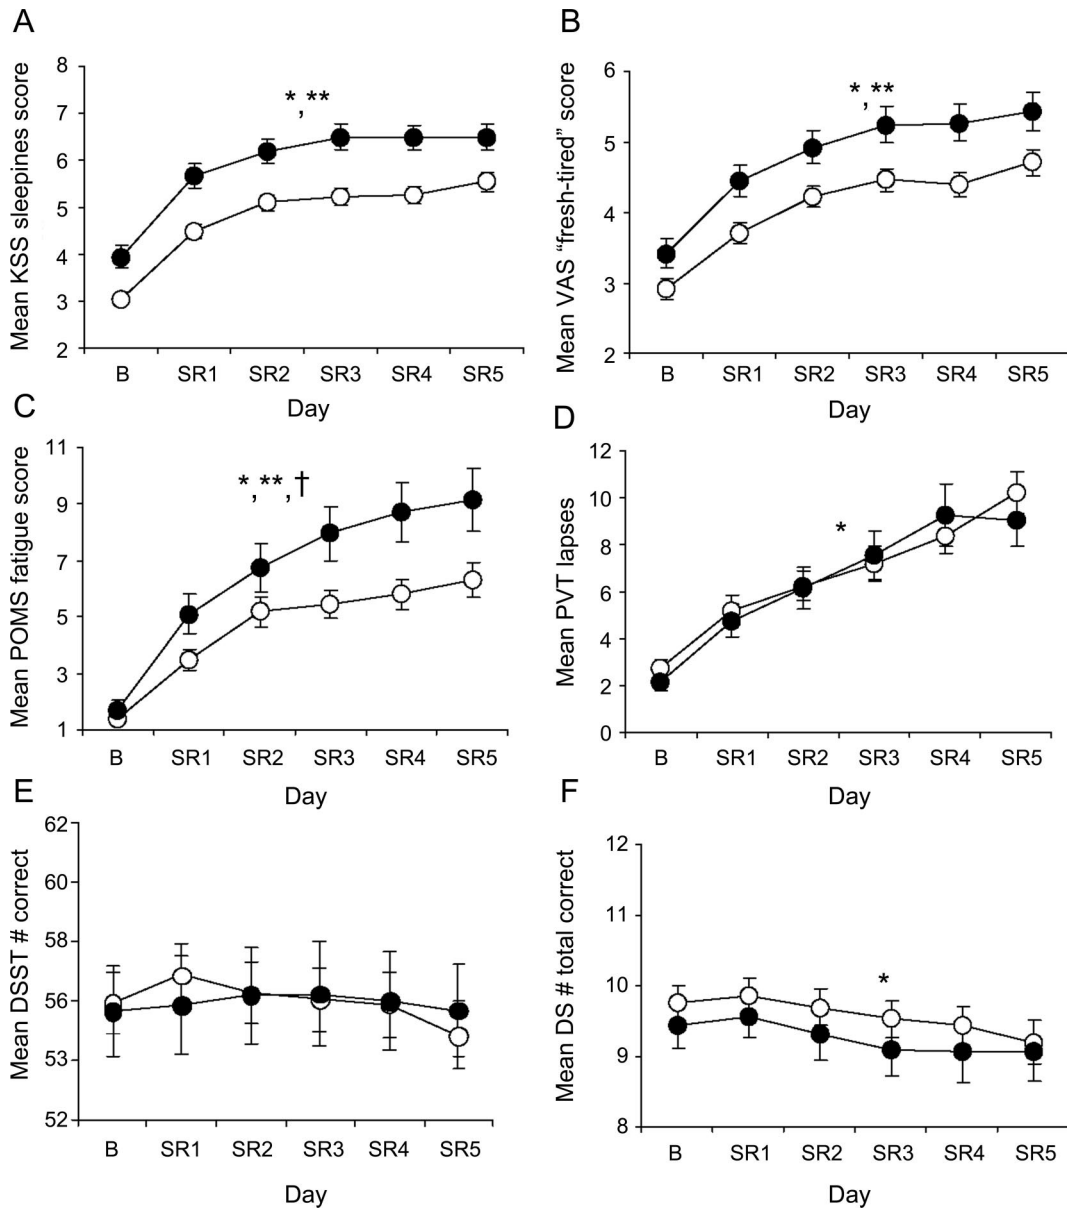 A
Mean KSS sleepines score
8
7
6
5
4
3
2
*,**
B SR1 SR2 SR3 SR4 SR5
Day
B
Mean VAS “fresh-tired” score
6
5
4
3
2
*,**
B SR1 SR2 SR3 SR4 SR5
Day
C
Mean POMS fatigue score
11
9
7
5
3
1
*,**,†
B SR1 SR2 SR3 SR4 SR5
Day
D
Mean PVT lapses
12
10
8
6
4
2
0
*
B SR1 SR2 SR3 SR4 SR5
Day
E
Mean DSST # correct
62
60
58
56
53
52
B SR1 SR2 SR3 SR4 SR5
Day
F
Mean DS # total correct
12
11
10
9
8
*
B SR1 SR2 SR3 SR4 SR5
Day